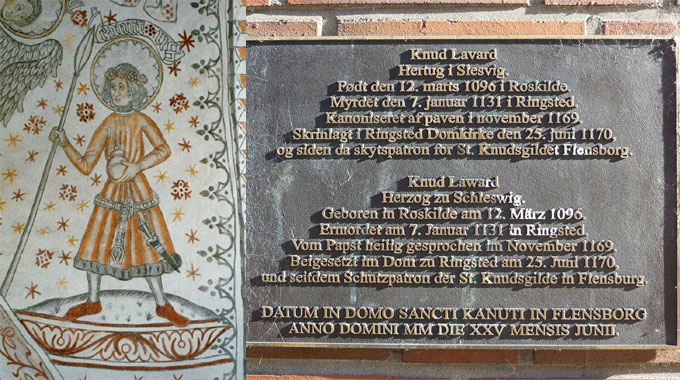 Knud Lavard
Hertug i Slesvig.
Født den 12. marts 1096 i Roskilde.
Myrdet den 7. januar 1131 i Ringsted.
Kanoniseret af paven i november 1169.
Skrinlagt i Ringsted Domkirke den 25. juni 1170,
og siden da skytspatron for St. Knudsgildet Flensborg.
Knud Laward
Herzog zu Schleswig.
Geboren in Roskilde am 12. März 1096.
Ermordet am 7. Januar 1131 in Ringsted.
Vom Papst heilig gesprochen im November 1169.
Beigesetzt im Dom zu Ringsted am 25. Juni 1170,
und seitdem Schutzpatron der St. Knudsgilde in Flensburg.
DATUM IN DOMO SANCTI KANUTI IN FLENSBORG
ANNO DOMINI MM DIE XXV MENSIS JUNII.